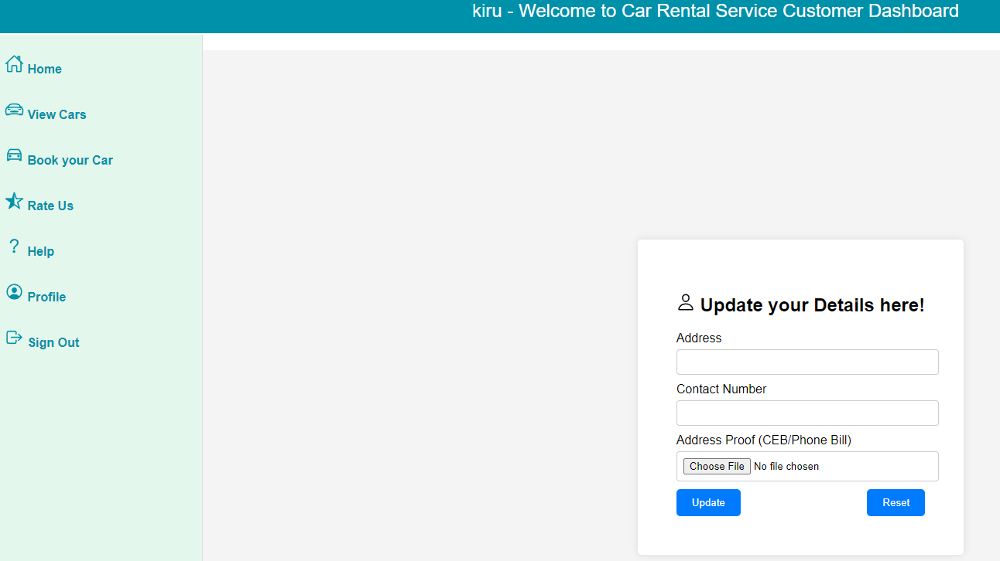 kiru - Welcome to Car Rental Service Customer Dashboard
Home
View Cars
Book your Car
Rate Us
Help
Profile
Sign Out
Update your Details here!
Address
Contact Number
Address Proof (CEB/Phone Bill)
Choose File No file chosen
Update Reset